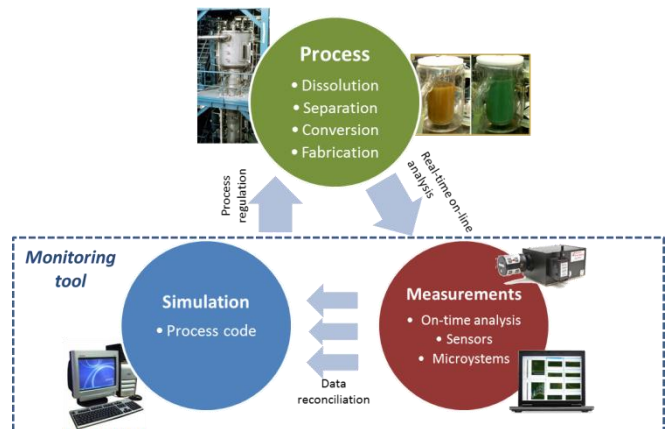 Process
• Dissolution
• Separation
• Conversion
• Fabrication
Process
regulation
Real-time on-line
analysis
Monitoring
tool
Simulation
• Process code
Measurements
• On-time analysis
• Sensors
• Microystems
Data
reconciliation